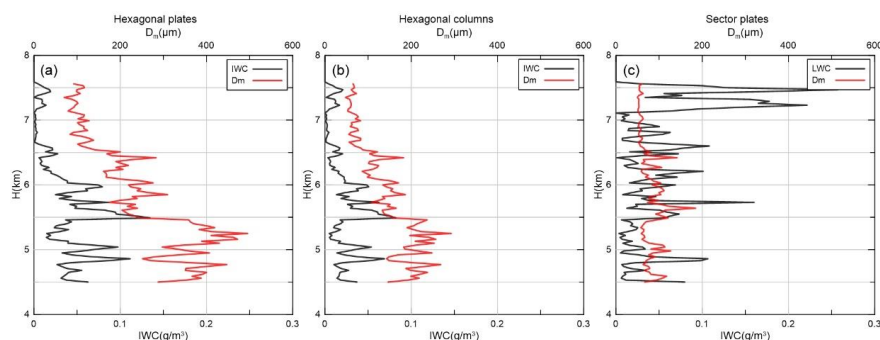 Hexagonal plates
Dm(μm)
0 200 400 600
8
7
6
5
4
H(km)
(a)
IWC
Dm
0 0.1 0.2 0.3
IWC(g/m³)
Hexagonal columns
Dm(μm)
0 200 400 600
8
7
6
5
4
H(km)
(b)
IWC
Dm
0 0.1 0.2 0.3
IWC(g/m³)
Sector plates
Dm(μm)
0 200 400 600
8
7
6
5
4
H(km)
(c)
LWC
Dm
0 0.1 0.2 0.3
IWC(g/m³)